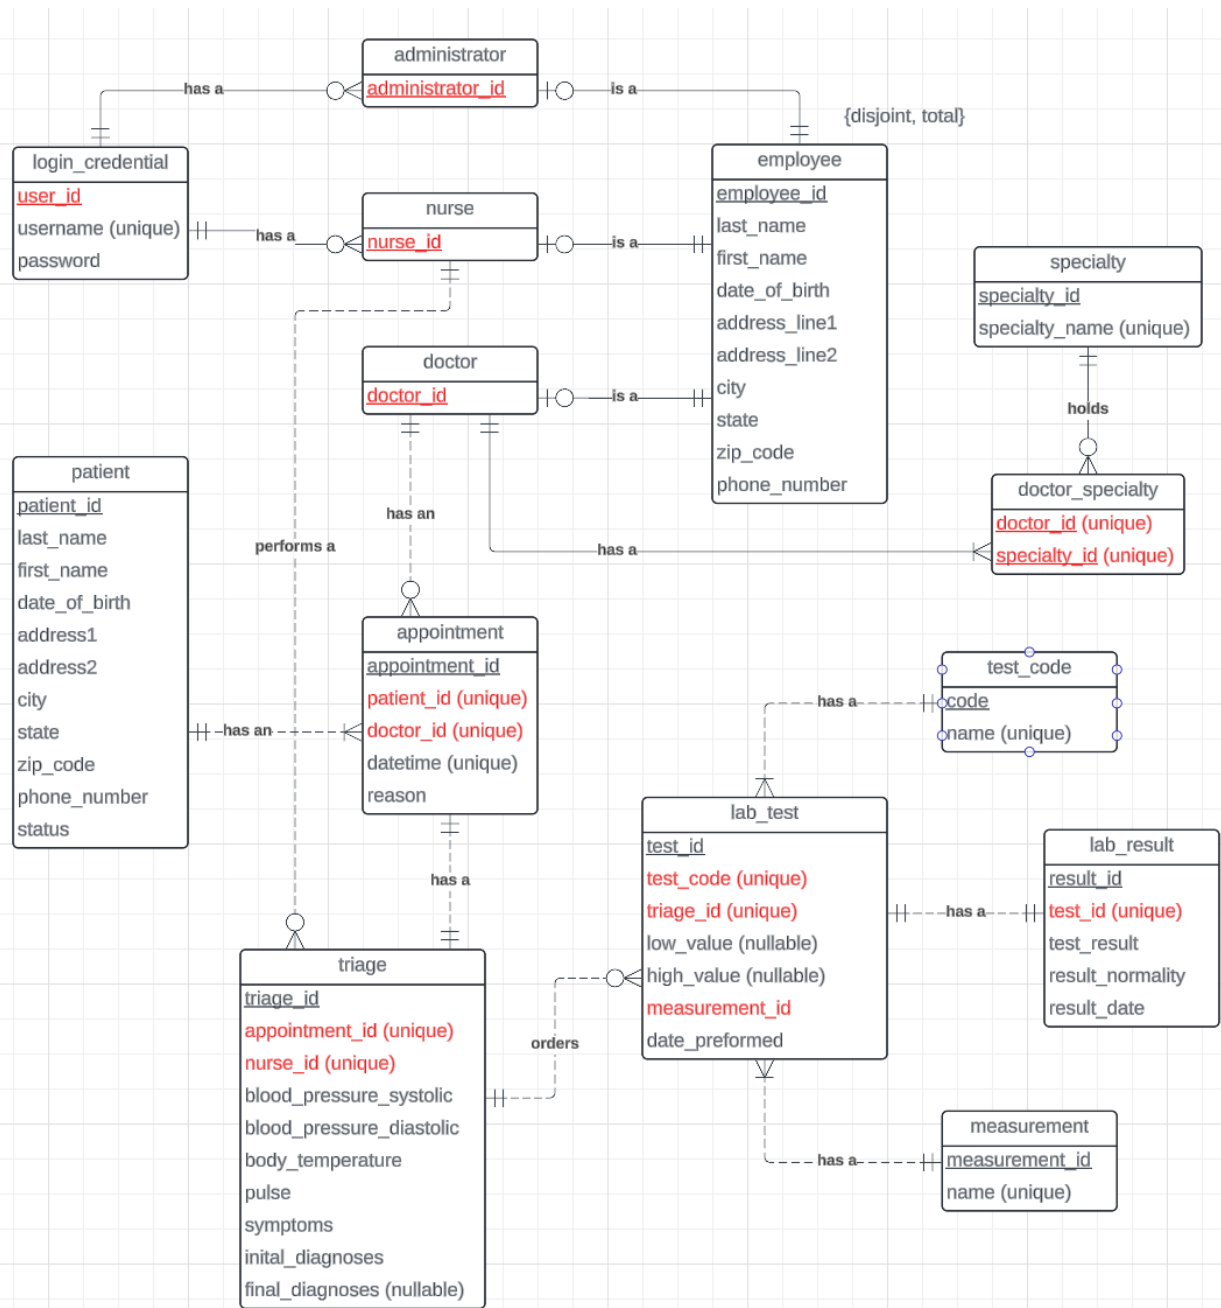 administrator
administrator_id
has a
is a
{disjoint, total}
login_credential
user_id
username (unique)
password
nurse
nurse_id
has a
is a
employee
employee_id
last_name
first_name
date_of_birth
address_line1
address_line2
city
state
zip_code
phone_number
specialty
specialty_id
specialty_name (unique)
holds
doctor
doctor_id
is a
doctor_specialty
doctor_id (unique)
specialty_id (unique)
has a
has an
performs a
patient
patient_id
last_name
first_name
date_of_birth
address1
address2
city
state
zip_code
phone_number
status
has an
appointment
appointment_id
patient_id (unique)
doctor_id (unique)
datetime (unique)
reason
has a
test_code
code
name (unique)
has a
lab_test
test_id
test_code (unique)
triage_id (unique)
low_value (nullable)
high_value (nullable)
measurement_id
date_preformed
has a
lab_result
result_id
test_id (unique)
test_result
result_normality
result_date
orders
triage
triage_id
appointment_id (unique)
nurse_id (unique)
blood_pressure_systolic
blood_pressure_diastolic
body_temperature
pulse
symptoms
inital_diagnoses
final_diagnoses (nullable)
has a
measurement
measurement_id
name (unique)